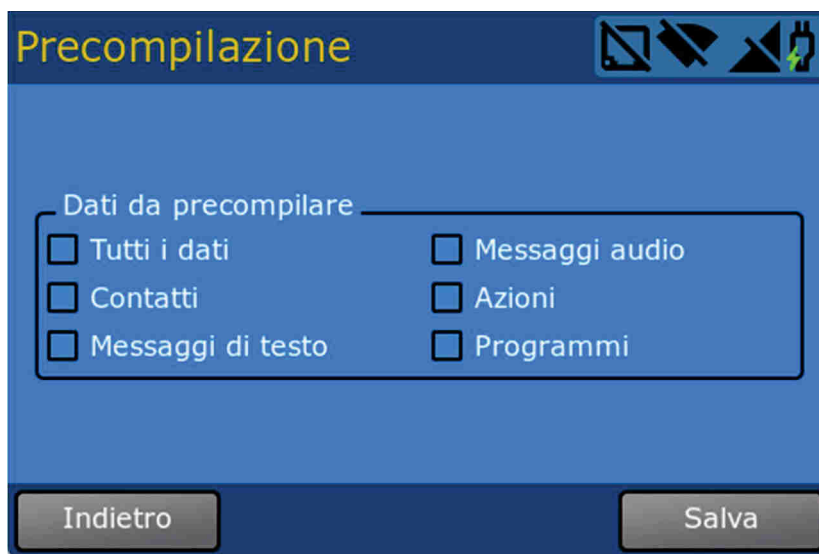 Precompilazione
Dati da precompilare
Tutti i dati
Messaggi audio
Contatti
Azioni
Messaggi di testo
Programmi
Indietro
Salva